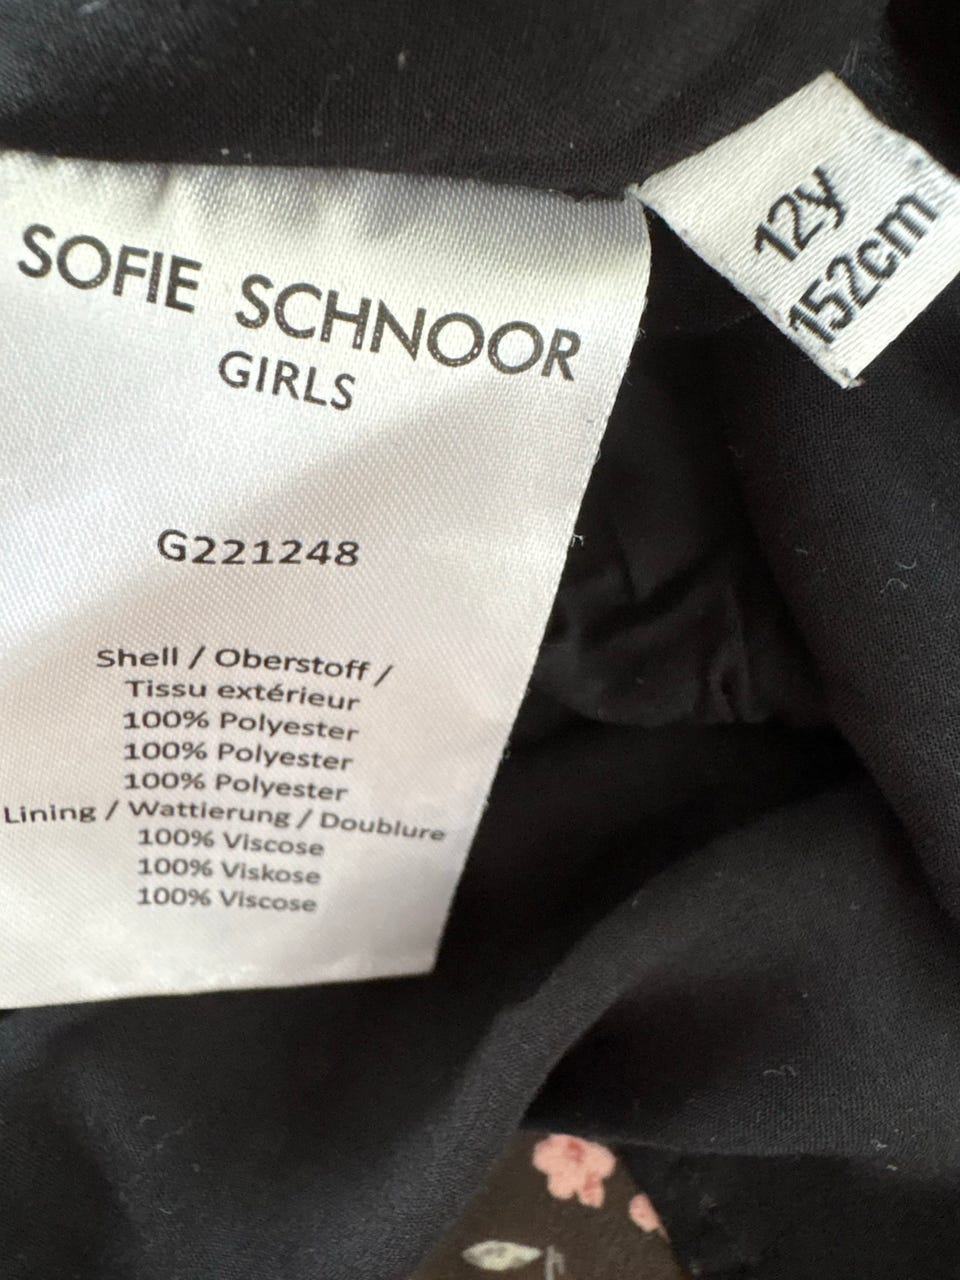 SOFIE SCHNOOR
GIRLS
G221248
Shell / Oberstoff /
Tissu extérieur
100% Polyester
100% Polyester
100% Polyester
Lining / Wattierung / Doublure
100% Viscose
100% Viskose
100% Viscose
12y
152cm